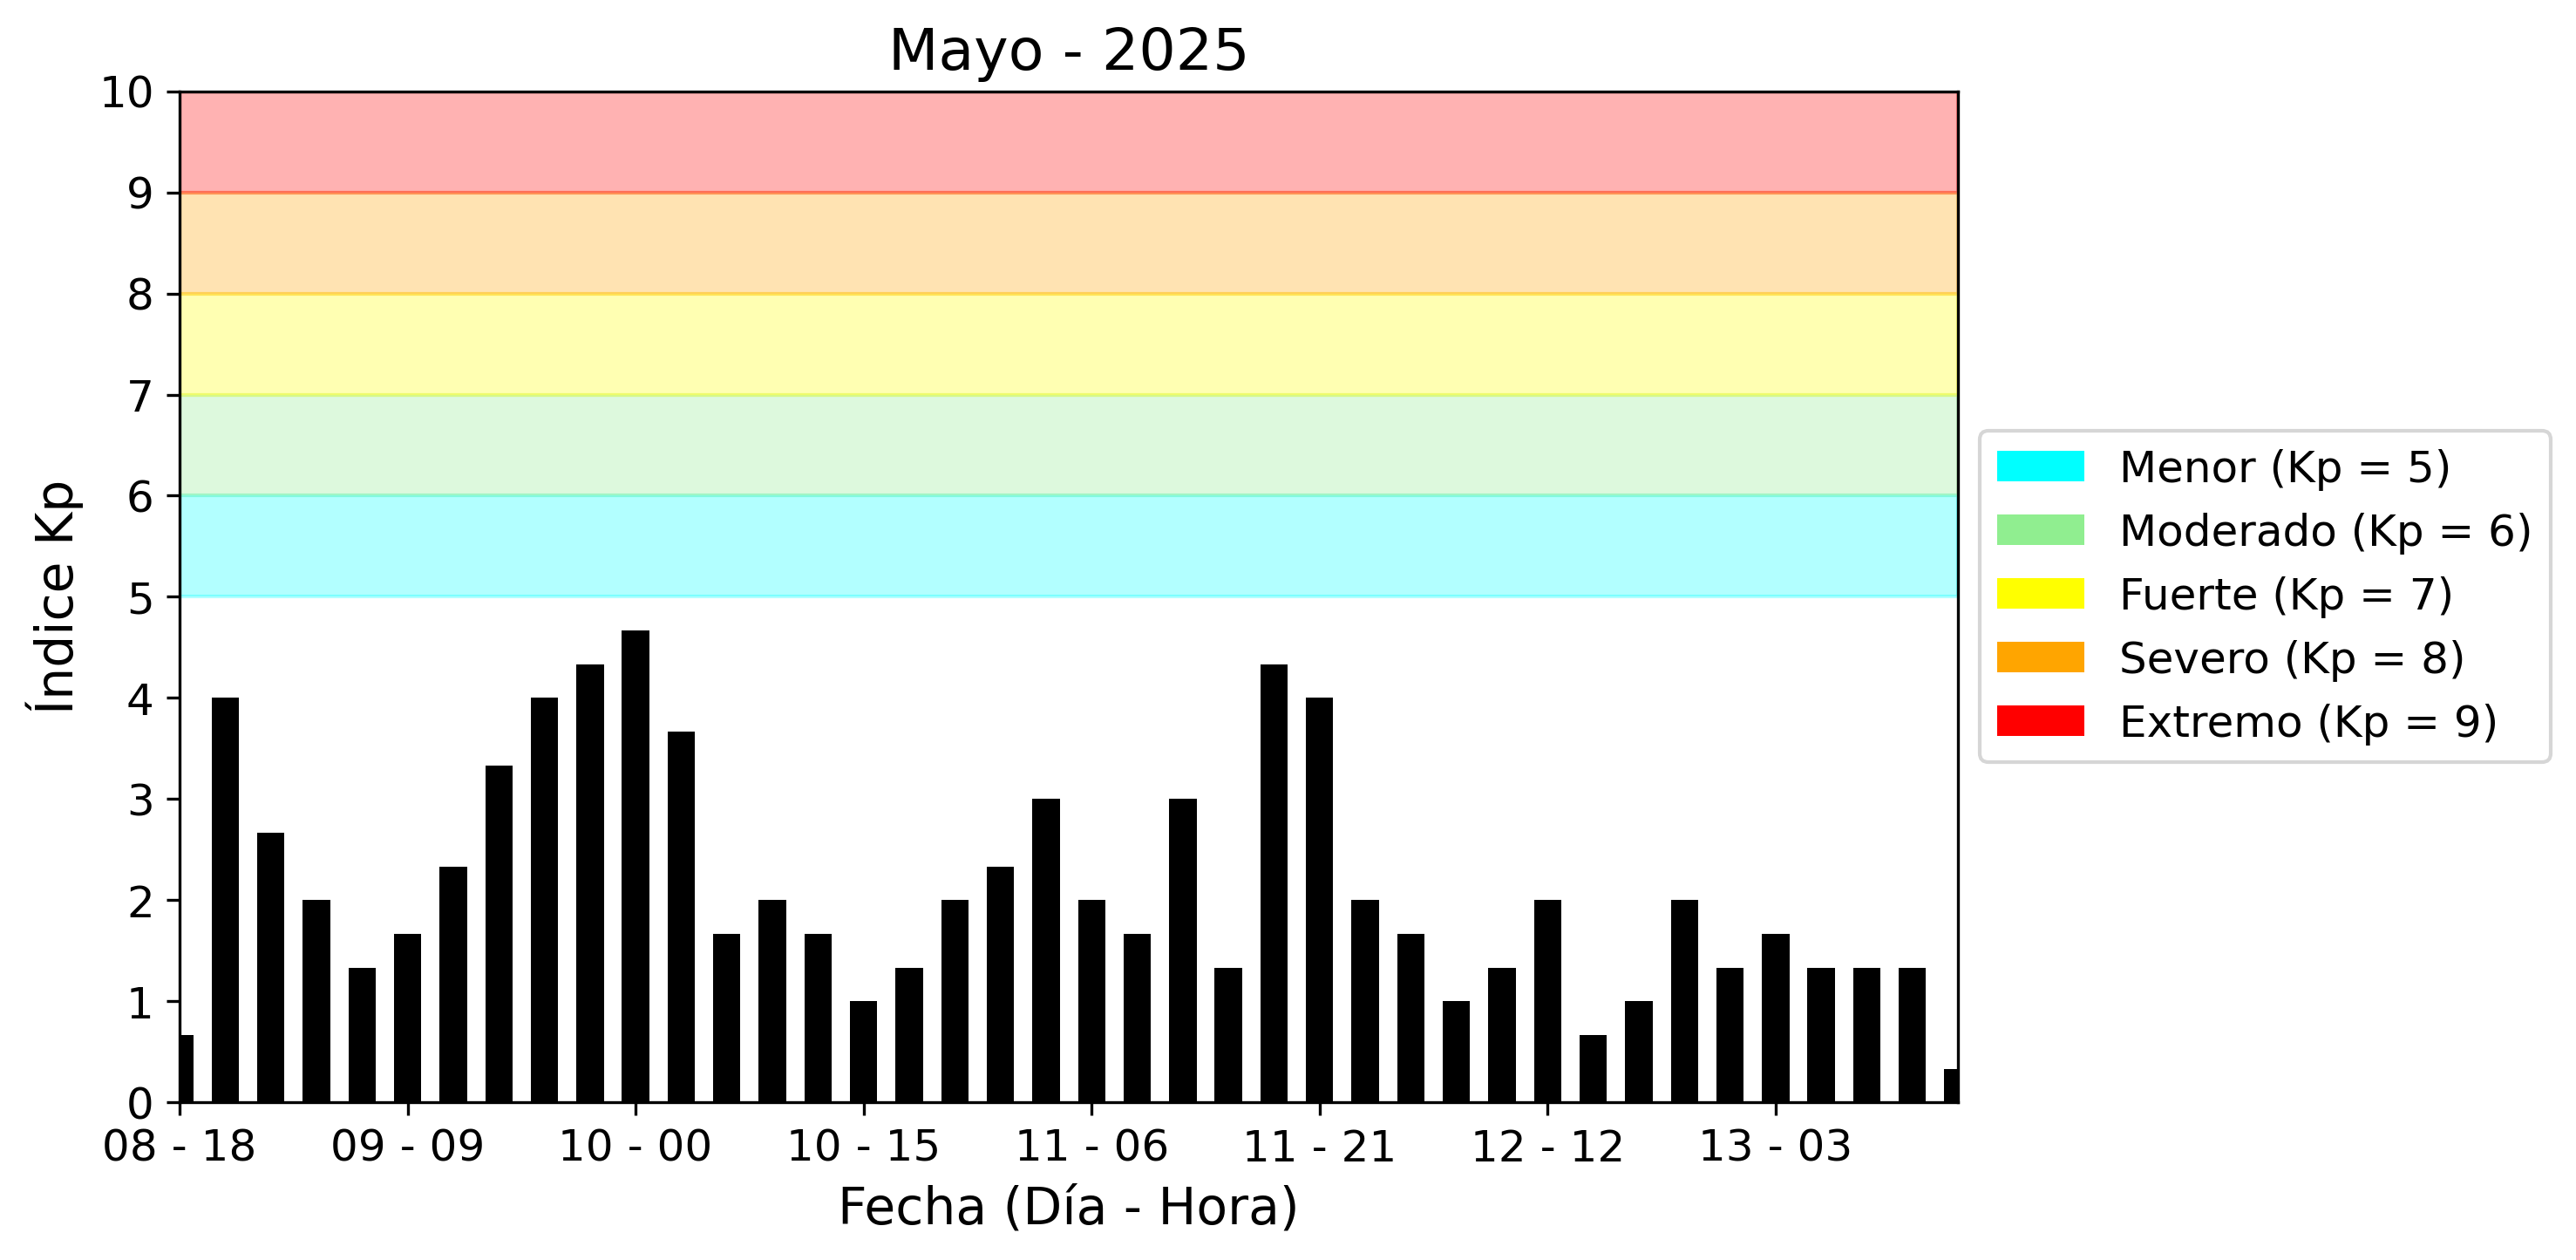 Mayo - 2025
10
9
8
7
6
5
4
3
2
1
0
Índice Kp
08 - 18
09 - 09
10 - 00
10 - 15
11 - 06
11 - 21
12 - 12
13 - 03
Fecha (Día - Hora)
Menor (Kp = 5)
Moderado (Kp = 6)
Fuerte (Kp = 7)
Severo (Kp = 8)
Extremo (Kp = 9)